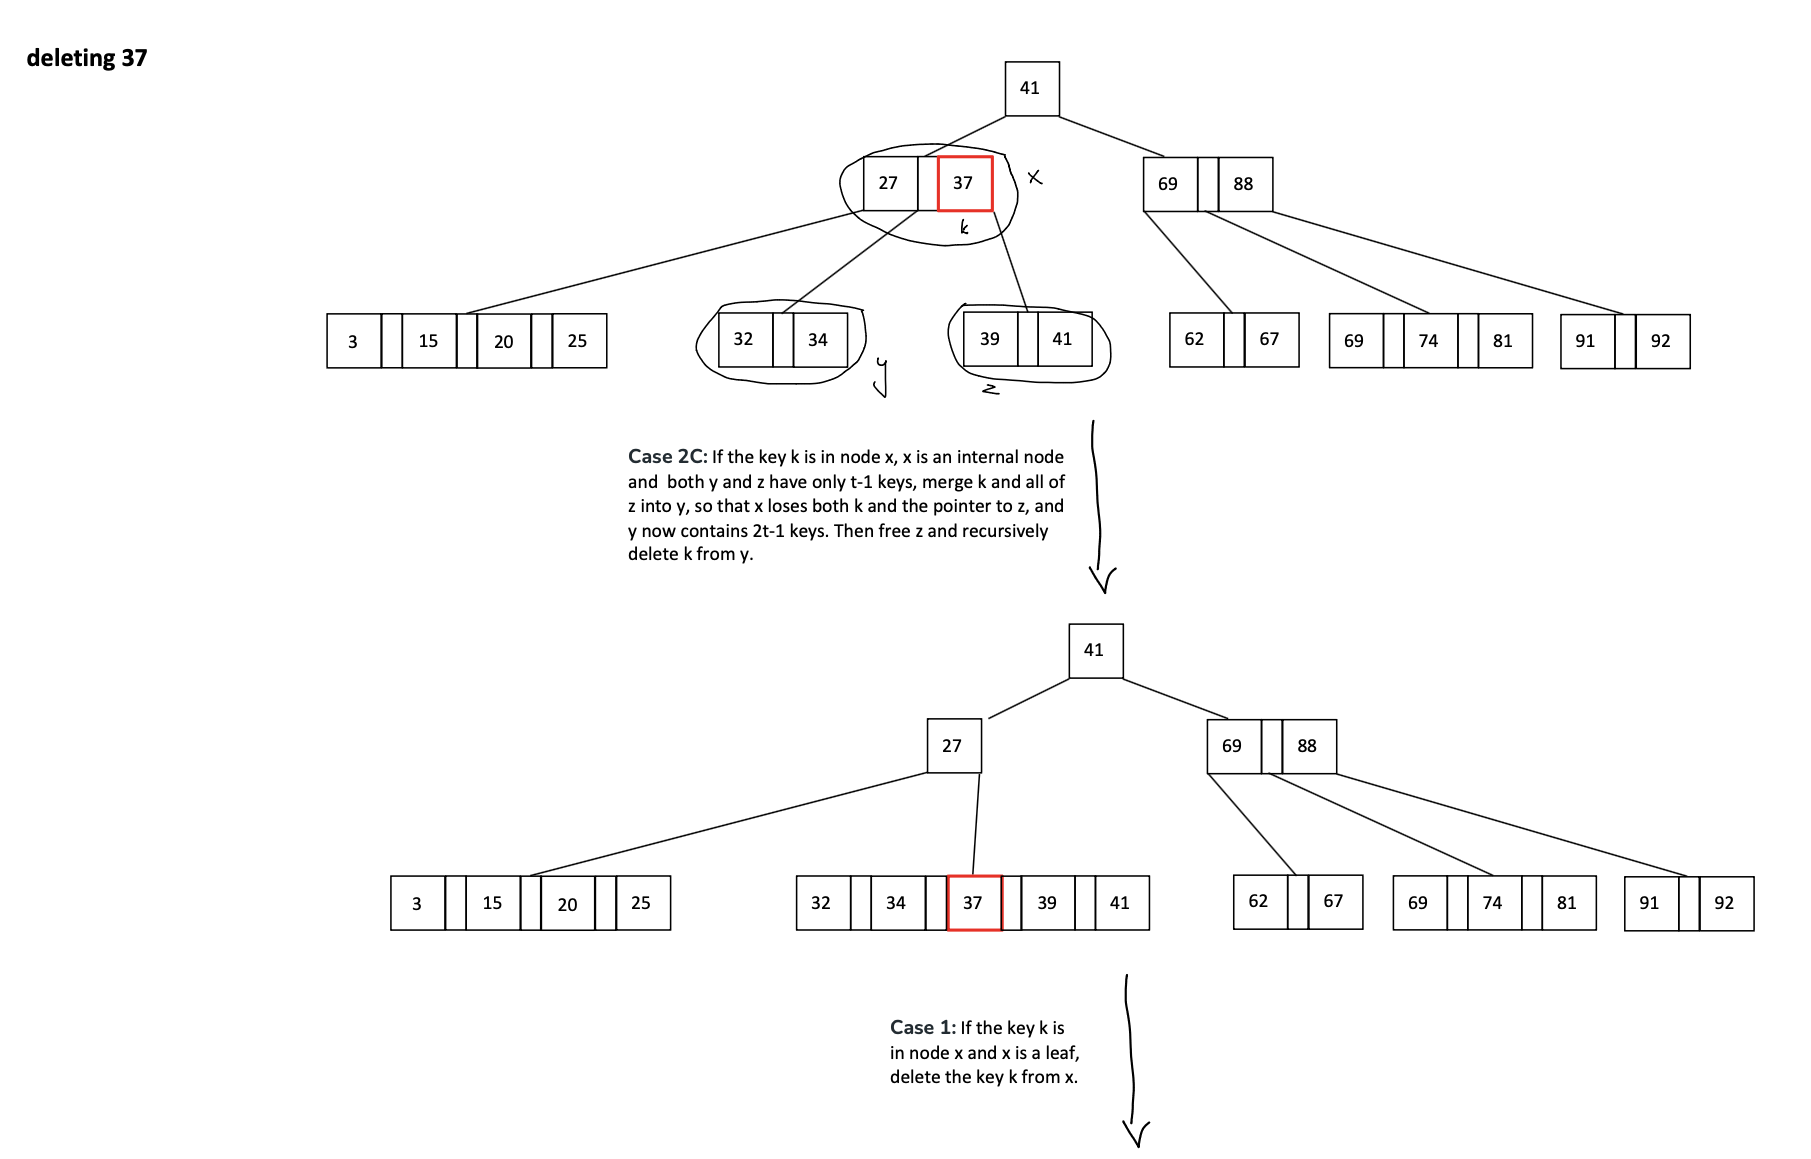 deleting 37
41
27 37 x 69 88
k
3 15 20 25 32 34 39 41 62 67 69 74 81 91 92
y
z
Case 2C: If the key k is in node x, x is an internal node
and both y and z have only t-1 keys, merge k and all of
z into y, so that x loses both k and the pointer to z, and
y now contains 2t-1 keys. Then free z and recursively
delete k from y.
41
27 69 88
3 15 20 25 32 34 37 39 41 62 67 69 74 81 91 92
Case 1: If the key k is
in node x and x is a leaf,
delete the key k from x.